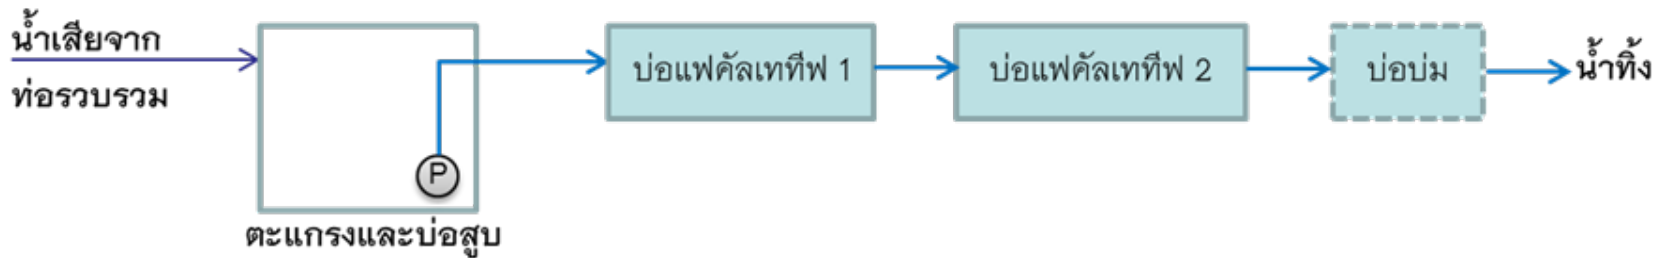 น้ำเสียจาก
ท่อรวบรวม
P
ตะแกรงและบ่อสูบ
บ่อแฟคัลเททีฟ 1
บ่อแฟคัลเททีฟ 2
บ่อบ่ม
น้ำทิ้ง